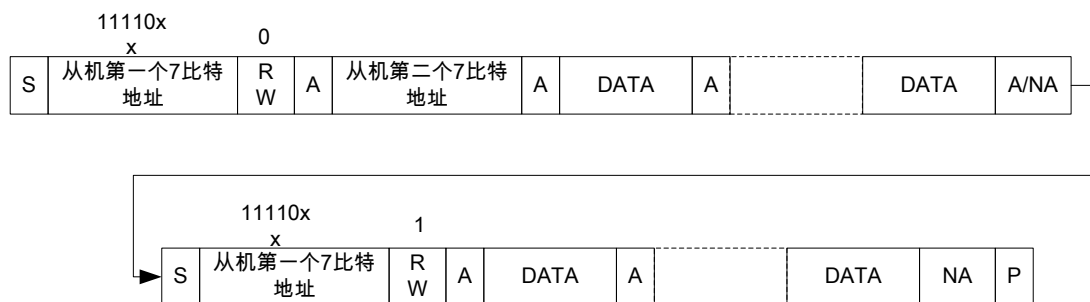 11110x
x
0
S
从机第一个7比特
地址
R
W
A
从机第二个7比特
地址
A
DATA
A
DATA
A/NA
11110x
x
1
S
从机第一个7比特
地址
R
W
A
DATA
A
DATA
NA
P